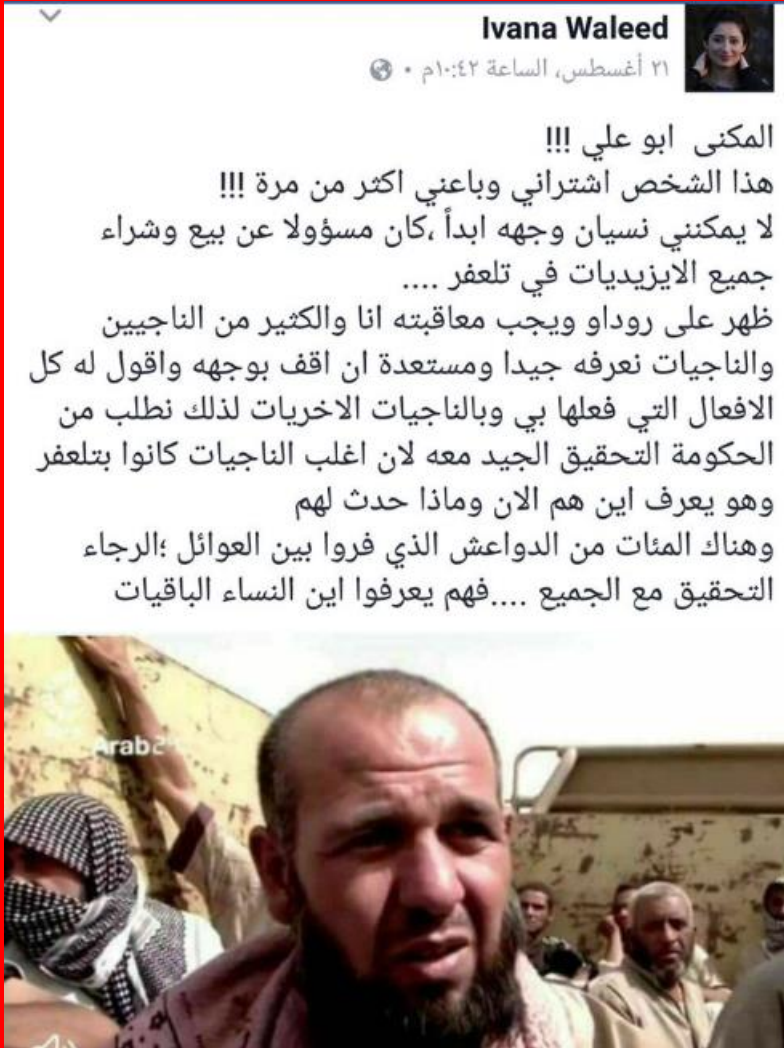 Ivana Waleed
٢١ أغسطس، الساعة ١٠:٤٢م •
المكنى ابو علي !!!
هذا الشخص اشتراني وباعني اكثر من مرة !!!
لا يمكنني نسيان وجهه ابداً ،كان مسؤولا عن بيع وشراء
جميع الايزيديات في تلعفر ....
ظهر على روداو ويجب معاقبته انا والكثير من الناجيين
والناجيات نعرفه جيدا ومستعدة ان اقف بوجهه واقول له كل
الافعال التي فعلها بي وبالناجيات الاخريات لذلك نطلب من
الحكومة التحقيق الجيد معه لان اغلب الناجيات كانوا بتلعفر
وهو يعرف اين هم الان وماذا حدث لهم
وهناك المئات من الدواعش الذي فروا بين العوائل ؛الرجاء
التحقيق مع الجميع ....فهم يعرفوا اين النساء الباقيات
Arab24